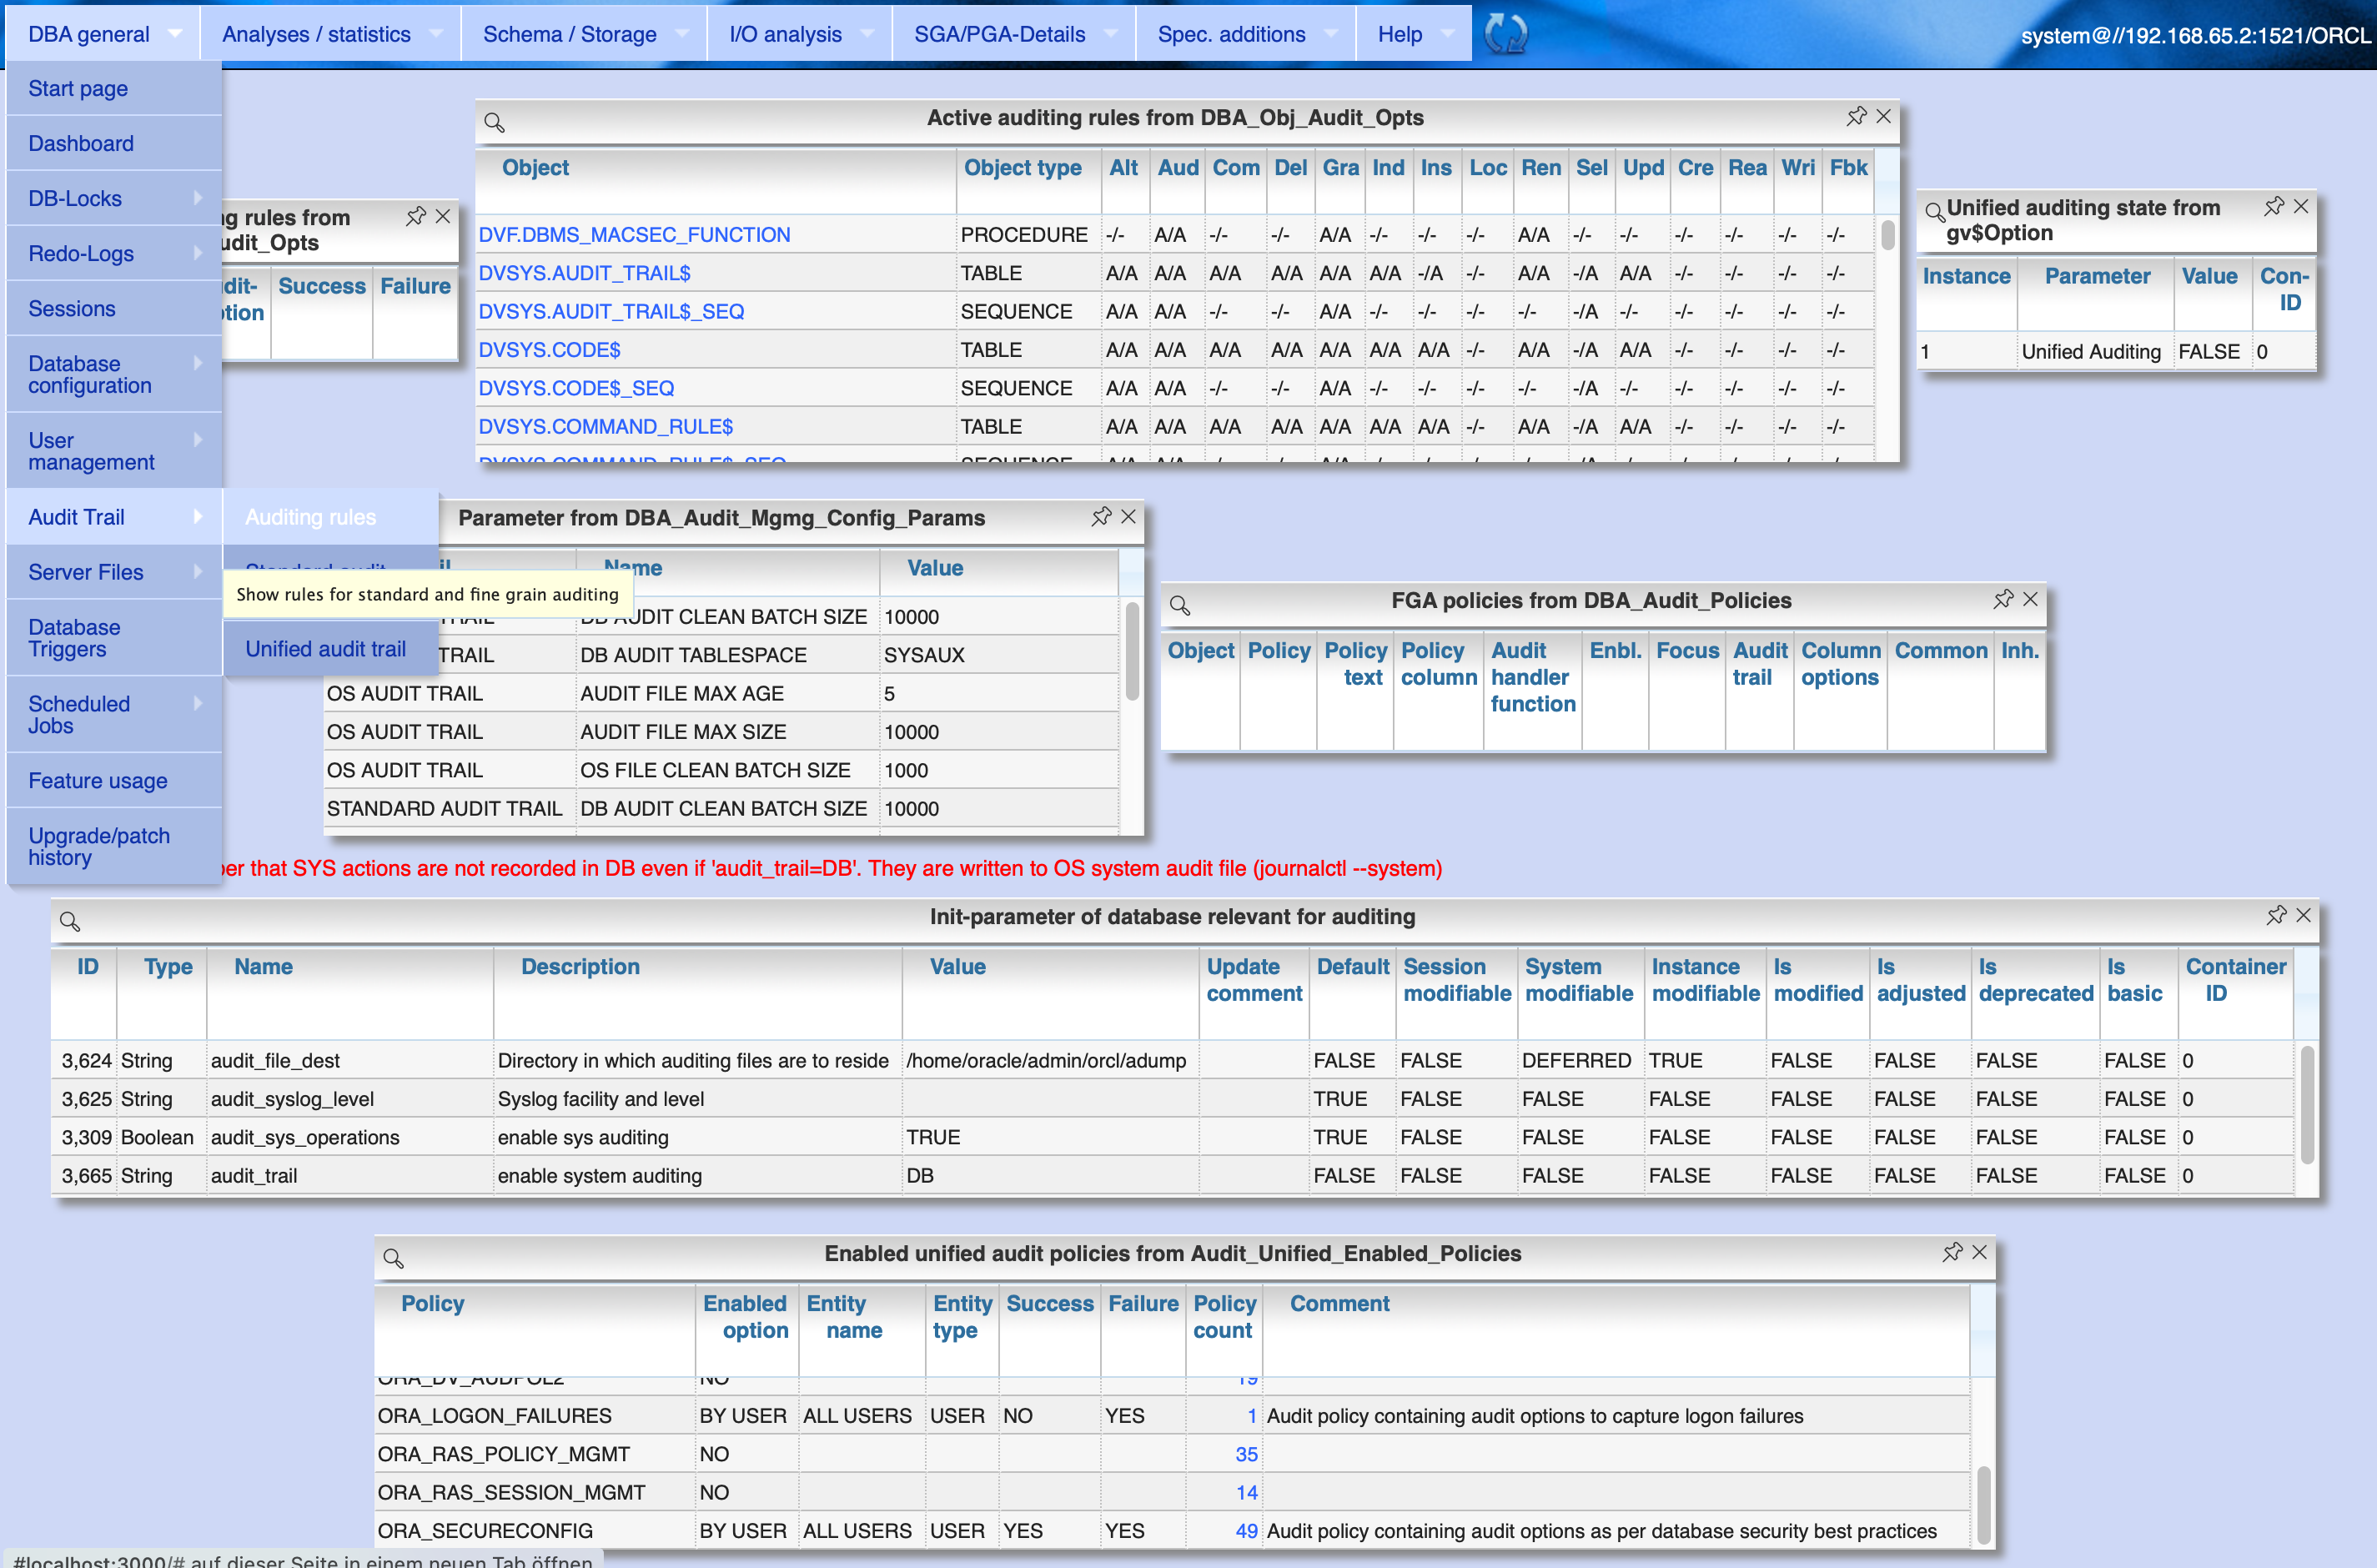 DBA general Analyses / statistics Schema / Storage I/O analysis SGA/PGA-Details Spec. additions Help system@//192.168.65.2:1521/ORCL
Start page
Dashboard
DB-Locks
Redo-Logs
Sessions
Database
configuration
User
management
Audit Trail
Server Files
Database
Triggers
Scheduled
Jobs
Feature usage
Upgrade/patch
history
Auditing rules
Unified audit trail
Show rules for standard and fine grain auditing
rules from
Success Failure
Active auditing rules from DBA_Obj_Audit_Opts
Object Object type Alt Aud Com Del Gra Ind Ins Loc Ren Sel Upd Cre Rea Wri Fbk
DVF.DBMS_MACSEC_FUNCTION PROCEDURE -/- A/A -/- -/- A/A -/- -/- -/- A/A -/- -/- -/- -/- -/- -/-
DVSYS.AUDIT_TRAIL$ TABLE A/A A/A A/A A/A A/A A/A -/A -/- A/A -/A A/A -/- -/- -/- -/-
DVSYS.AUDIT_TRAIL$_SEQ SEQUENCE A/A A/A -/- -/- A/A -/- -/- -/- -/- -/A -/- -/- -/- -/- -/-
DVSYS.CODE$ TABLE A/A A/A A/A A/A A/A A/A A/A -/- A/A -/A A/A -/- -/- -/- -/-
DVSYS.CODE$_SEQ SEQUENCE A/A A/A -/- -/- A/A -/- -/- -/- -/- -/A -/- -/- -/- -/- -/-
DVSYS.COMMAND_RULE$ TABLE A/A A/A A/A A/A A/A A/A A/A -/- A/A -/A A/A -/- -/- -/- -/-
Unified auditing state from
gv$Option
Instance Parameter Value Con-
ID
1 Unified Auditing FALSE 0
Parameter from DBA_Audit_Mgmg_Config_Params
Name Value
AUDIT CLEAN BATCH SIZE 10000
TRAIL DB AUDIT TABLESPACE SYSAUX
OS AUDIT TRAIL AUDIT FILE MAX AGE 5
OS AUDIT TRAIL AUDIT FILE MAX SIZE 10000
OS AUDIT TRAIL OS FILE CLEAN BATCH SIZE 1000
STANDARD AUDIT TRAIL DB AUDIT CLEAN BATCH SIZE 10000
FGA policies from DBA_Audit_Policies
Object Policy Policy Policy Audit Enbl. Focus Audit Column Common Inh.
text column handler trail options
function
that SYS actions are not recorded in DB even if 'audit_trail=DB'. They are written to OS system audit file (journalctl --system)
Init-parameter of database relevant for auditing
ID Type Name Description Value Update Default Session System Instance Is Is Is Is Container
comment modifiable modifiable modifiable modified adjusted deprecated basic ID
3,624 String audit_file_dest Directory in which auditing files are to reside /home/oracle/admin/orcl/adump FALSE FALSE DEFERRED TRUE FALSE FALSE FALSE FALSE 0
3,625 String audit_syslog_level Syslog facility and level TRUE FALSE FALSE FALSE FALSE FALSE FALSE FALSE 0
3,309 Boolean audit_sys_operations enable sys auditing TRUE TRUE FALSE FALSE FALSE FALSE FALSE FALSE FALSE 0
3,665 String audit_trail enable system auditing DB FALSE FALSE FALSE FALSE FALSE FALSE FALSE FALSE 0
Enabled unified audit policies from Audit_Unified_Enabled_Policies
Policy Enabled Entity Entity Success Failure Policy Comment
option name type count
ORA_DV_AUDPOL2 NO 19
ORA_LOGON_FAILURES BY USER ALL USERS USER NO YES 1 Audit policy containing audit options to capture logon failures
ORA_RAS_POLICY_MGMT NO 35
ORA_RAS_SESSION_MGMT NO 14
ORA_SECURECONFIG BY USER ALL USERS USER YES YES 49 Audit policy containing audit options as per database security best practices
#localhost:3000/# auf dieser Seite in einem neuen Tab öffnen